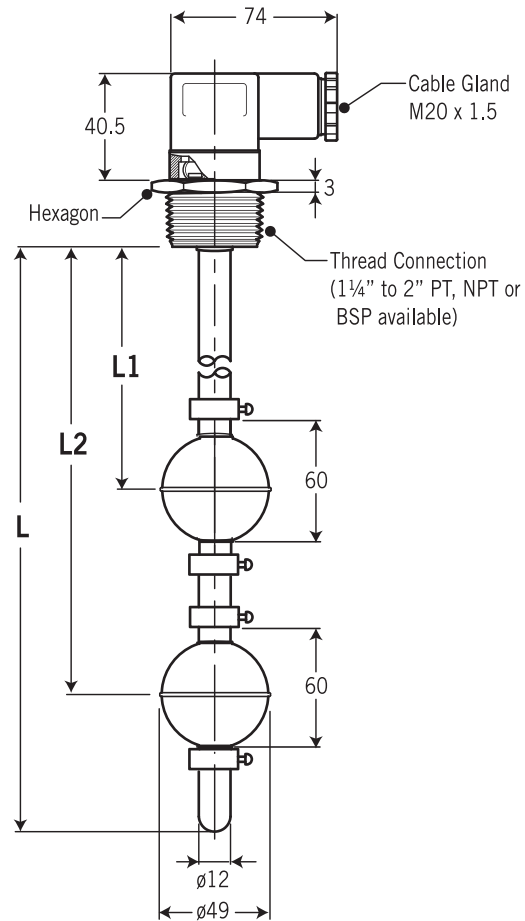 74
40.5
Cable Gland
M20 x 1.5
3
Hexagon
Thread Connection
(1¼” to 2” PT, NPT or
BSP available)
L1
L2
60
L
60
ø12
ø49